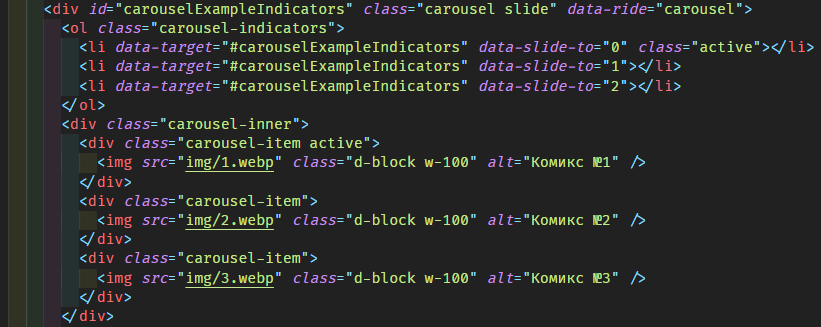 <div id="carouselExampleIndicators" class="carousel slide" data-ride="carousel">
<ol class="carousel-indicators">
<li data-target="#carouselExampleIndicators" data-slide-to="0" class="active"></li>
<li data-target="#carouselExampleIndicators" data-slide-to="1"></li>
<li data-target="#carouselExampleIndicators" data-slide-to="2"></li>
</ol>
<div class="carousel-inner">
<div class="carousel-item active">
<img src="img/1.webp" class="d-block w-100" alt="Комикс №1" />
</div>
<div class="carousel-item">
<img src="img/2.webp" class="d-block w-100" alt="Комикс №2" />
</div>
<div class="carousel-item">
<img src="img/3.webp" class="d-block w-100" alt="Комикс №3" />
</div>
</div>